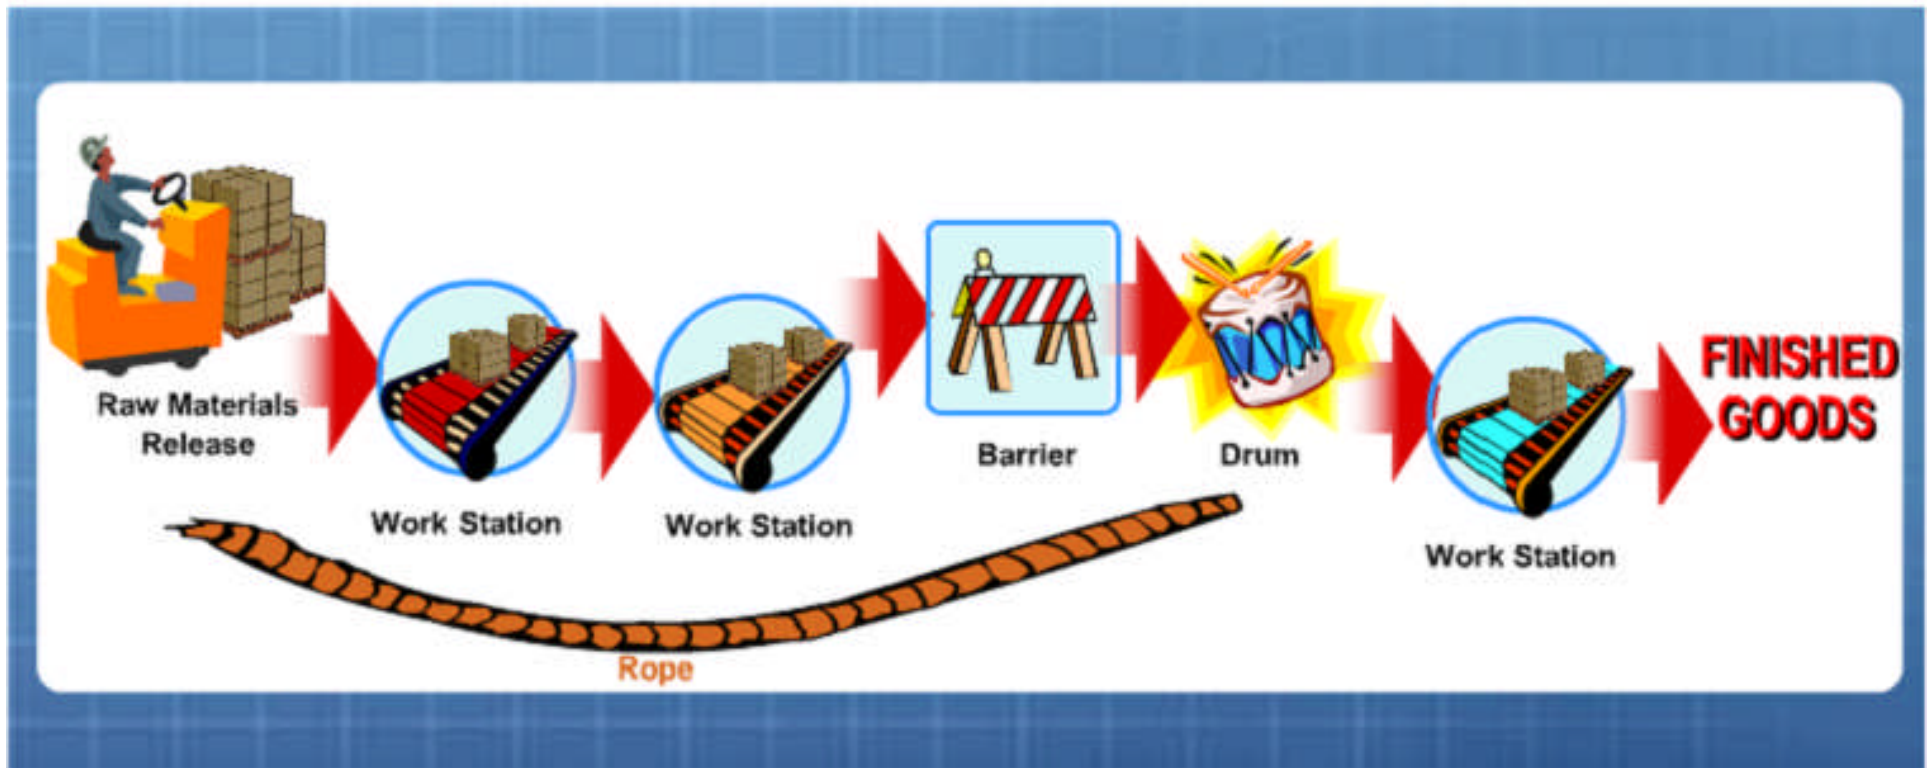 Raw Materials
Release
Work Station
Work Station
Barrier
Drum
Work Station
FINISHED
GOODS
Rope